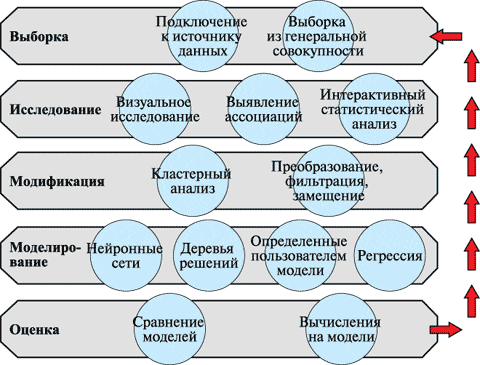 Выборка
Подключение
к источнику
данных
Выборка
из генеральной
совокупности
Исследование
Визуальное
исследование
Выявление
ассоциаций
Интерактивный
статистический
анализ
Модификация
Кластерный
анализ
Преобразование,
фильтрация,
замещение
Моделиро-
вание
Нейронные
сети
Деревья
решений
Определенные
пользователем
модели
Регрессия
Оценка
Сравнение
моделей
Вычисления
на модели